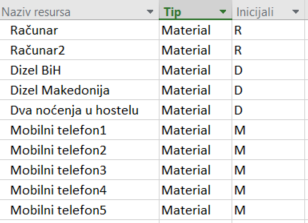 Naziv resursa Tip Inicijali
Računar Material R
Računar2 Material R
Dizel BiH Material D
Dizel Makedonija Material D
Dva noćenja u hostelu Material D
Mobilni telefon1 Material M
Mobilni telefon2 Material M
Mobilni telefon3 Material M
Mobilni telefon4 Material M
Mobilni telefon5 Material M